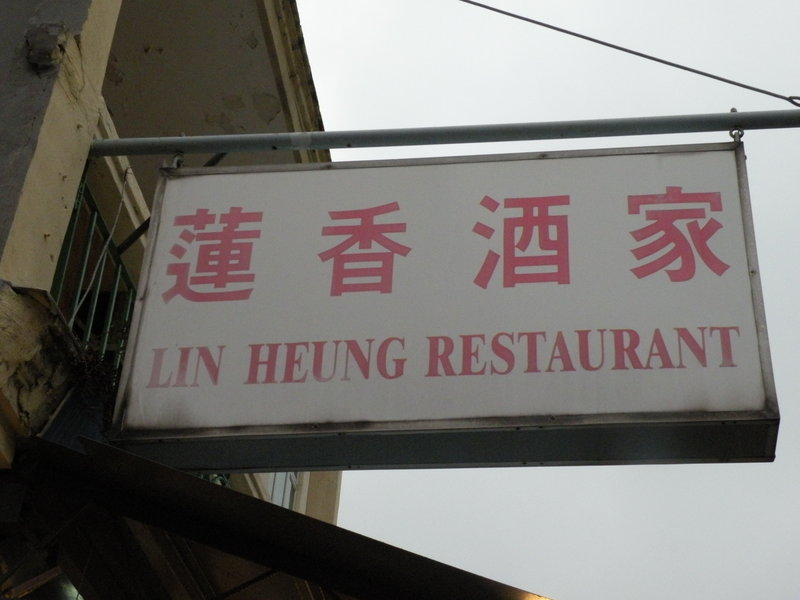 蓮香酒家
LIN HEUNG RESTAURANT